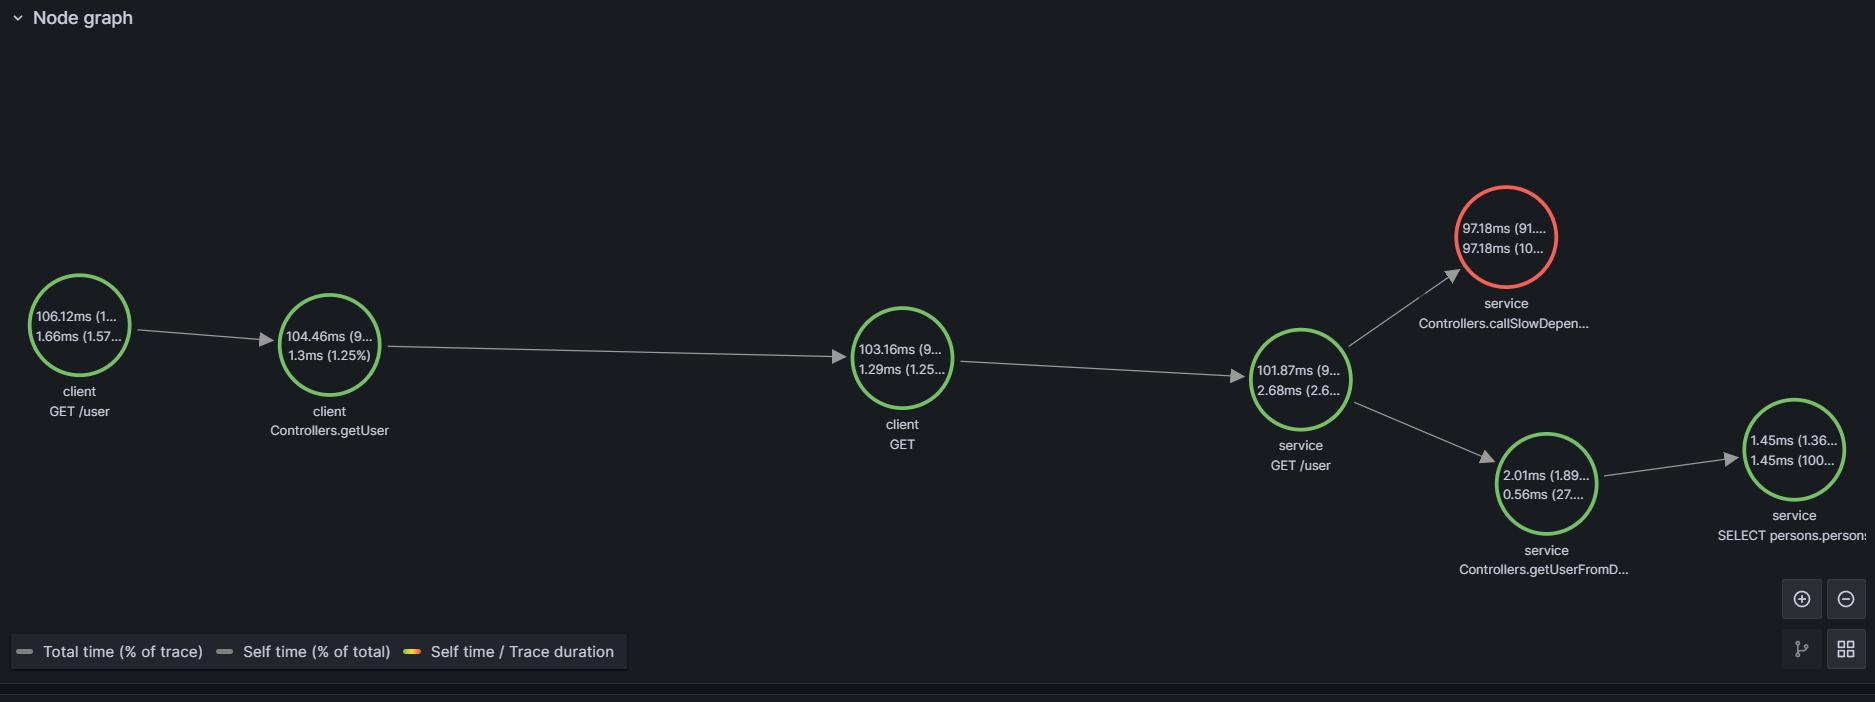 Node graph
106.12ms (1...
1.66ms (1.57...
client
GET /user
104.46ms (9...
1.3ms (1.25%)
client
Controllers.getUser
103.16ms (9...
1.29ms (1.25...
client
GET
101.87ms (9...
2.68ms (2.6...
service
GET /user
97.18ms (91....
97.18ms (10...
service
Controllers.callSlowDepen...
2.01ms (1.89...
0.56ms (27....
service
Controllers.getUserFromD...
1.45ms (1.36...
1.45ms (100...
service
SELECT persons.persons
Total time (% of trace)
Self time (% of total)
Self time / Trace duration